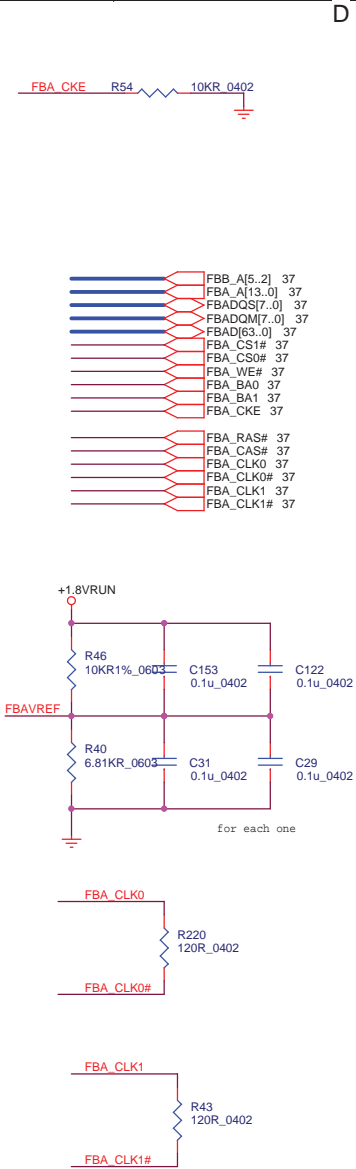 D
FBA_CKE R54 10KR_0402
FBB_A[5..2] 37
FBA_A[13..0] 37
FBADQS[7..0] 37
FBADQM[7..0] 37
FBAD[63..0] 37
FBA_CS1# 37
FBA_CS0# 37
FBA_WE# 37
FBA_BA0 37
FBA_BA1 37
FBA_CKE 37
FBA_RAS# 37
FBA_CAS# 37
FBA_CLK0 37
FBA_CLK0# 37
FBA_CLK1 37
FBA_CLK1# 37
+1.8VRUN
R46
10KR1%_0603
C153
0.1u_0402
C122
0.1u_0402
FBAVREF
R40
6.81KR_0603
C31
0.1u_0402
C29
0.1u_0402
for each one
FBA_CLK0
R220
120R_0402
FBA_CLK0#
FBA_CLK1
R43
120R_0402
FBA_CLK1#